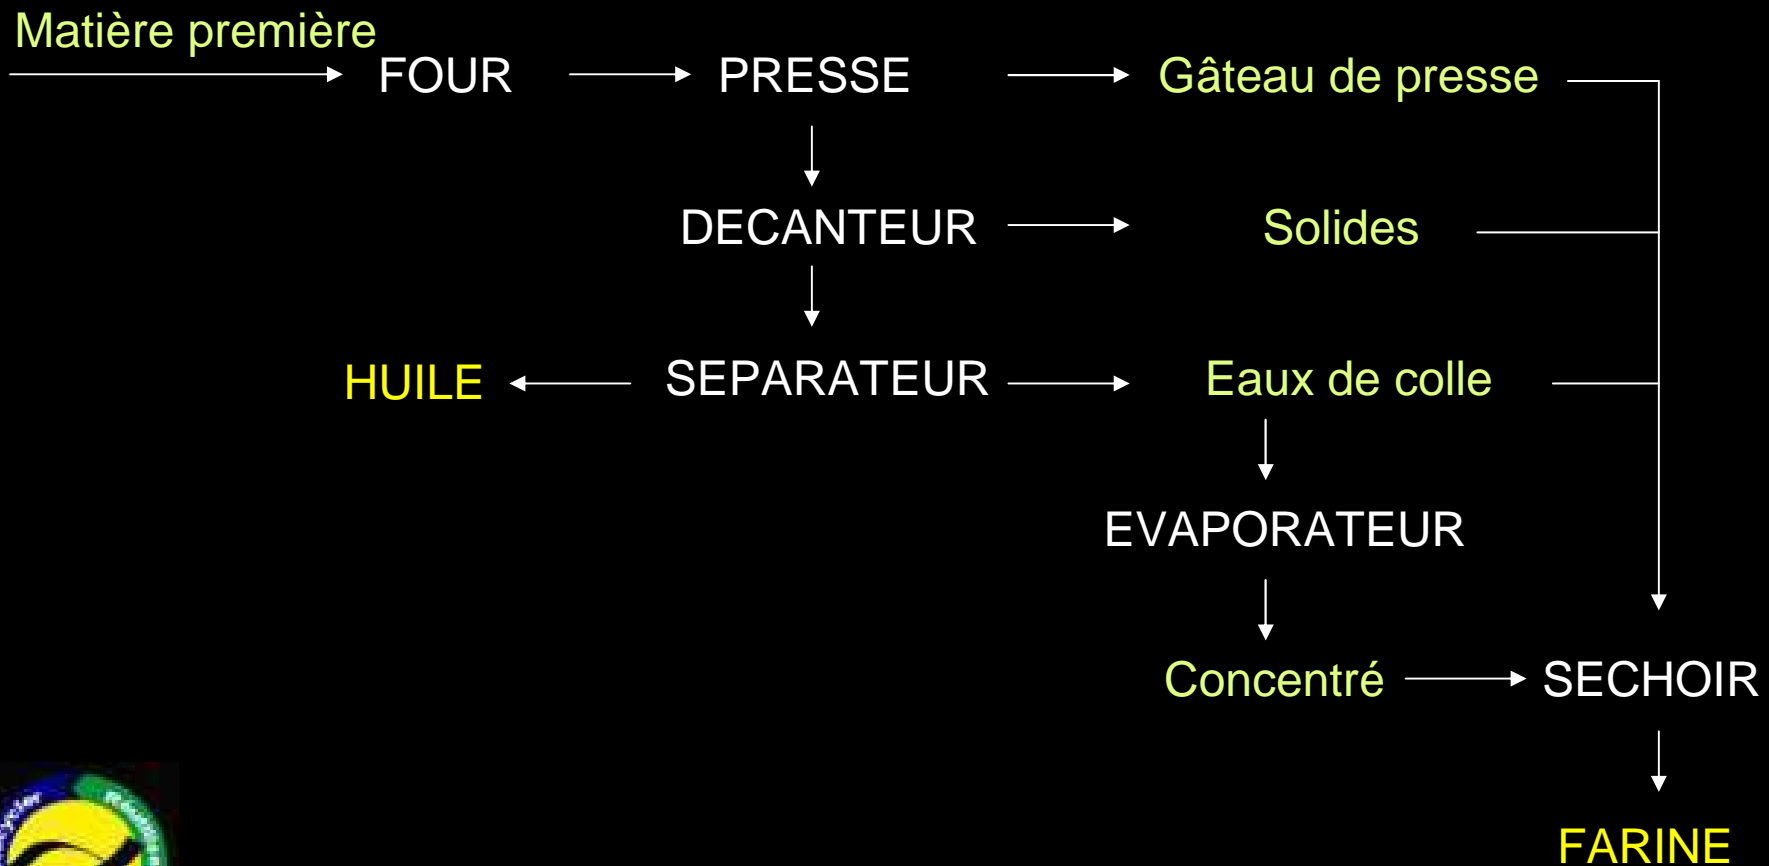 Matière première
FOUR PRESSE Gâteau de presse
DECANTEUR Solides
HUILE SEPARATEUR Eaux de colle
EVAPORATEUR
Concentré SECHOIR
FARINE